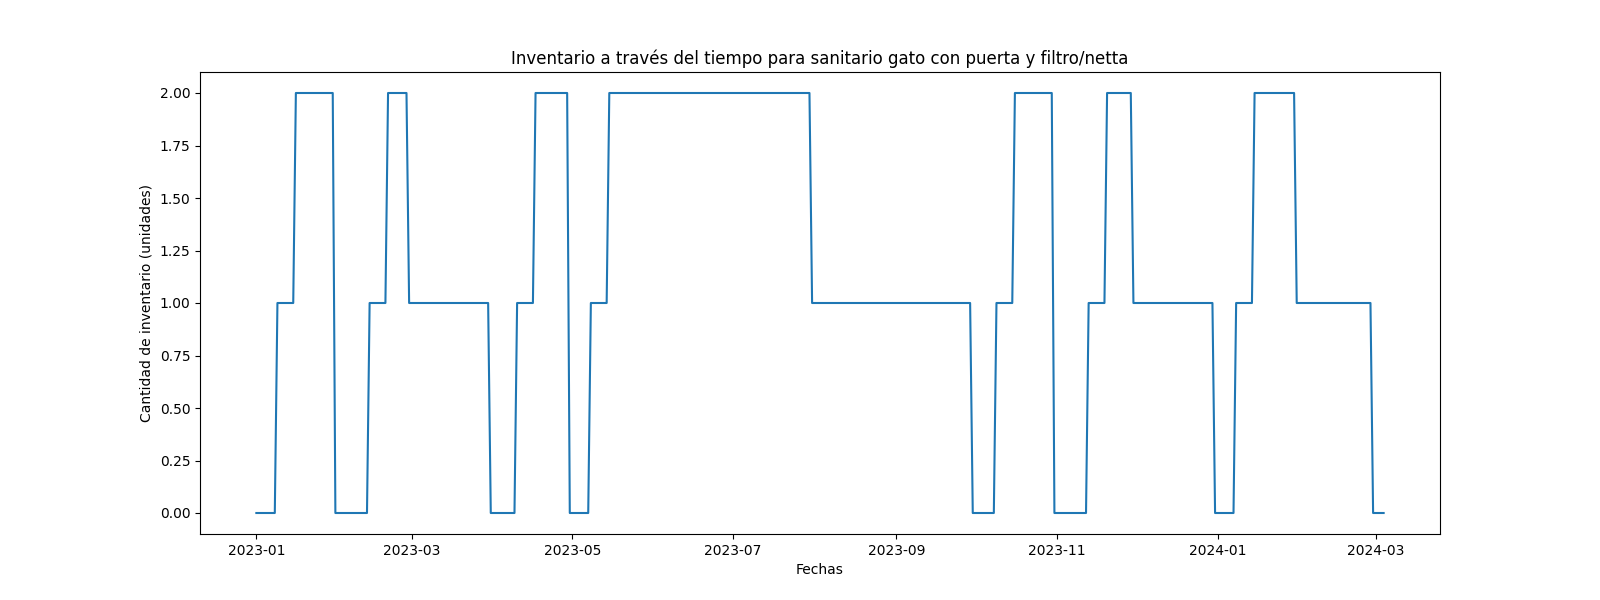 Inventario a través del tiempo para sanitario gato con puerta y filtro/netta
Cantidad de inventario (unidades)
2.00
1.75
1.50
1.25
1.00
0.75
0.50
0.25
0.00
2023-01 2023-03 2023-05 2023-07 2023-09 2023-11 2024-01 2024-03
Fechas